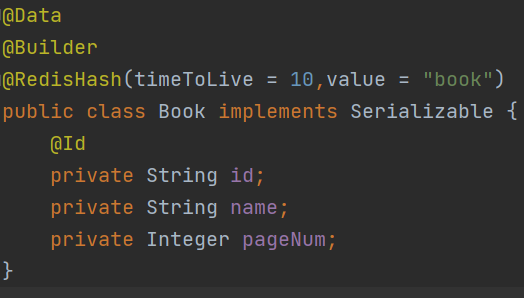 @Data
@Builder
@RedisHash(timeToLive = 10,value = "book")
public class Book implements Serializable {
    @Id
    private String id;
    private String name;
    private Integer pageNum;
}